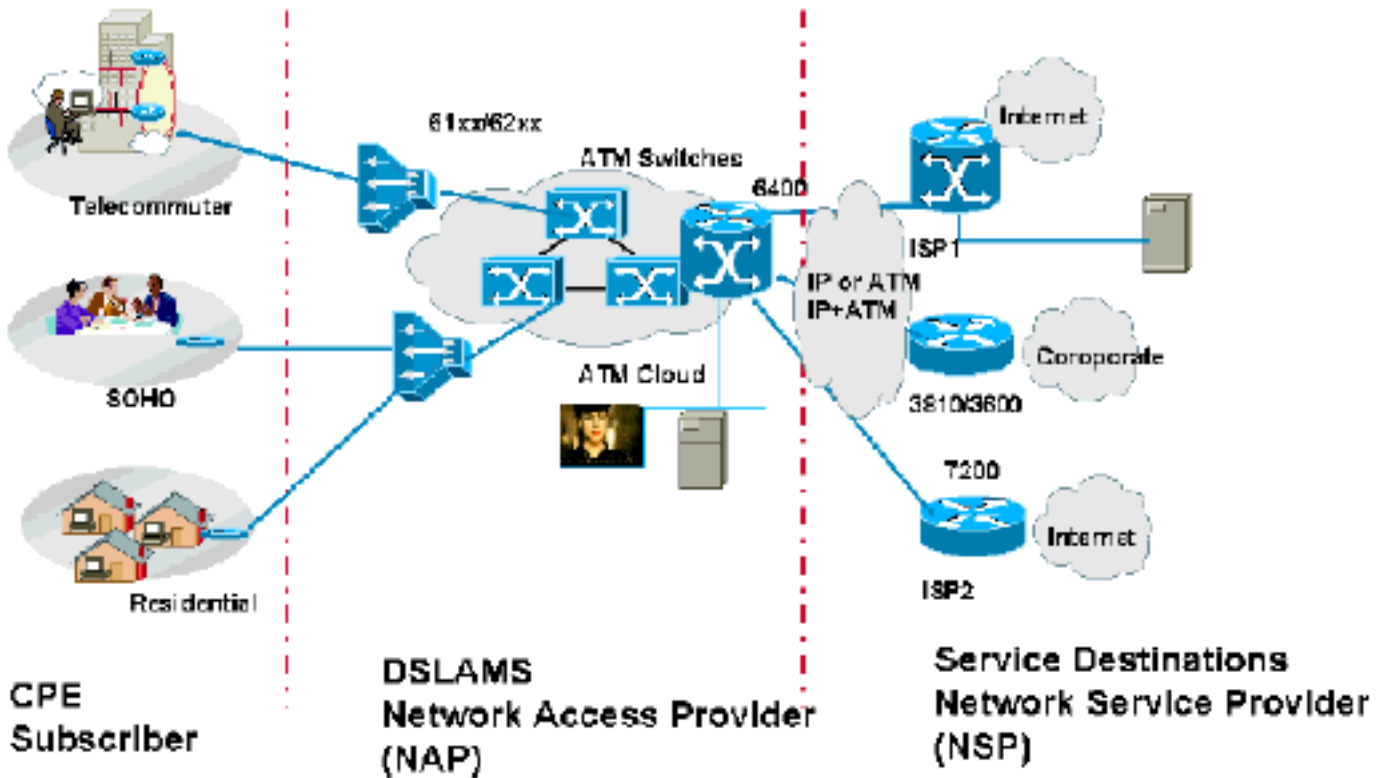 Telecommuter
SOHO
Residential
CPE
Subscriber
61xx/62xx
ATM Switches
6400
ATM Cloud
DSLAMS
Network Access Provider
(NAP)
Internet
ISP1
IP or ATM
IP+ATM
Coroporate
3810/3600
7200
Internet
ISP2
Service Destinations
Network Service Provider
(NSP)